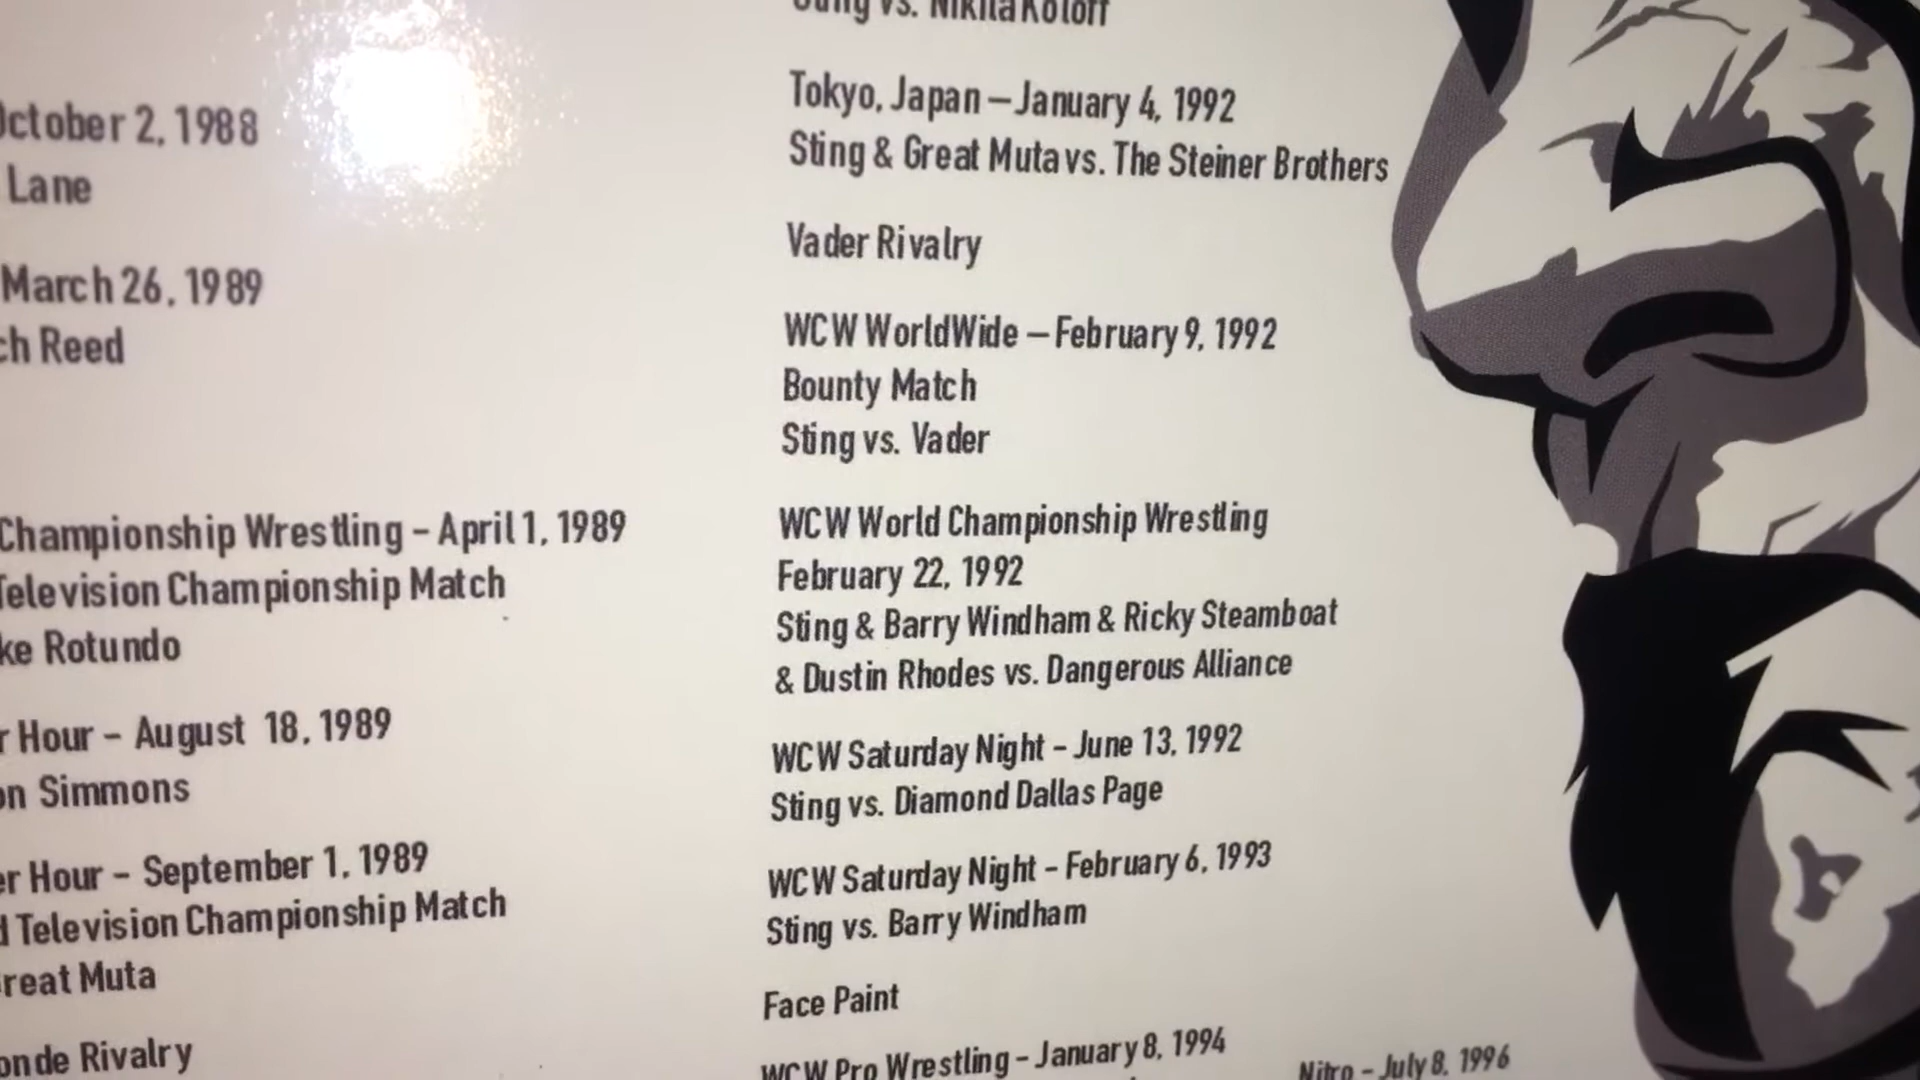 October 2, 1988
Lane
March 26, 1989
ch Reed
Championship Wrestling – April 1, 1989
Television Championship Match
ke Rotundo
r Hour – August 18, 1989
on Simmons
er Hour – September 1, 1989
d Television Championship Match
reat Muta
onde Rivalry
Sting vs. Nikita Koloff
Tokyo, Japan – January 4, 1992
Sting & Great Muta vs. The Steiner Brothers
Vader Rivalry
WCW WorldWide – February 9, 1992
Bounty Match
Sting vs. Vader
WCW World Championship Wrestling
February 22, 1992
Sting & Barry Windham & Ricky Steamboat
& Dustin Rhodes vs. Dangerous Alliance
WCW Saturday Night – June 13, 1992
Sting vs. Diamond Dallas Page
WCW Saturday Night – February 6, 1993
Sting vs. Barry Windham
Face Paint
WCW Pro Wrestling – January 8, 1994
Nitro – July 8, 1996